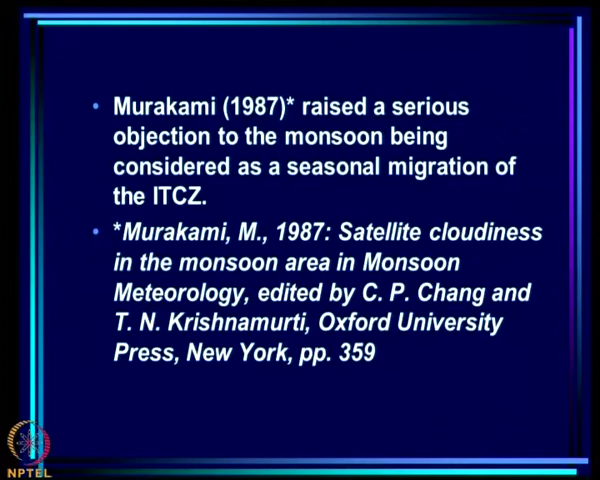 • Murakami (1987)* raised a serious
objection to the monsoon being
considered as a seasonal migration of
the ITCZ.
• *Murakami, M., 1987: Satellite cloudiness
in the monsoon area in Monsoon
Meteorology, edited by C. P. Chang and
T. N. Krishnamurti, Oxford University
Press, New York, pp. 359
NPTEL